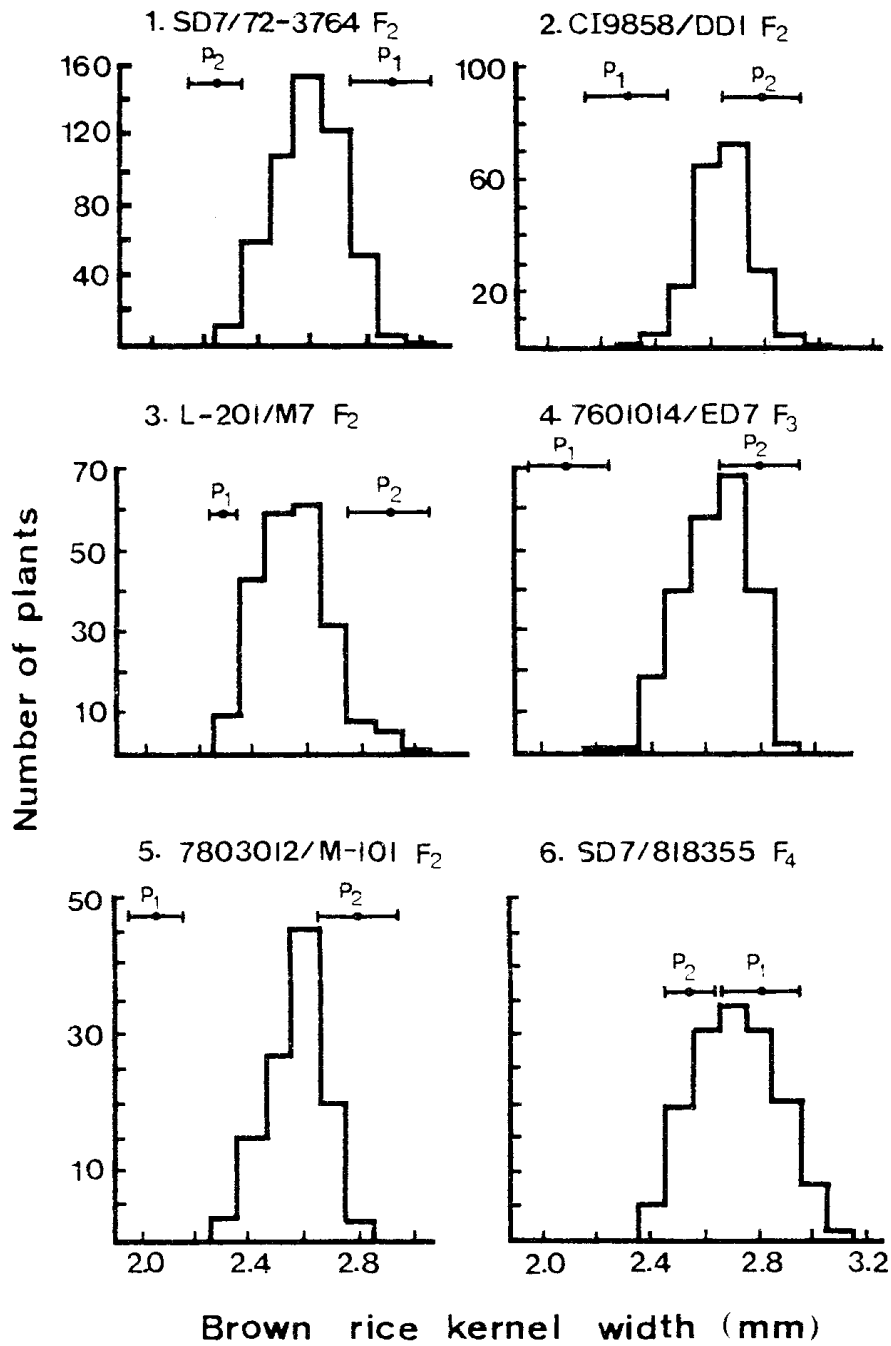 1. SD7/72-3764 F2
160
120
80
40
P2
P1
2. CI9858/DD1 F2
100
60
20
P1
P2
3. L-201/M7 F2
70
50
30
10
P1
P2
4. 7601014/ED7 F3
P1
P2
5. 7803012/M-101 F2
50
30
10
P1
P2
2.0
2.4
2.8
6. SD7/818355 F4
P2
P1
2.0
2.4
2.8
3.2
Number of plants
Brown rice kernel width (mm)